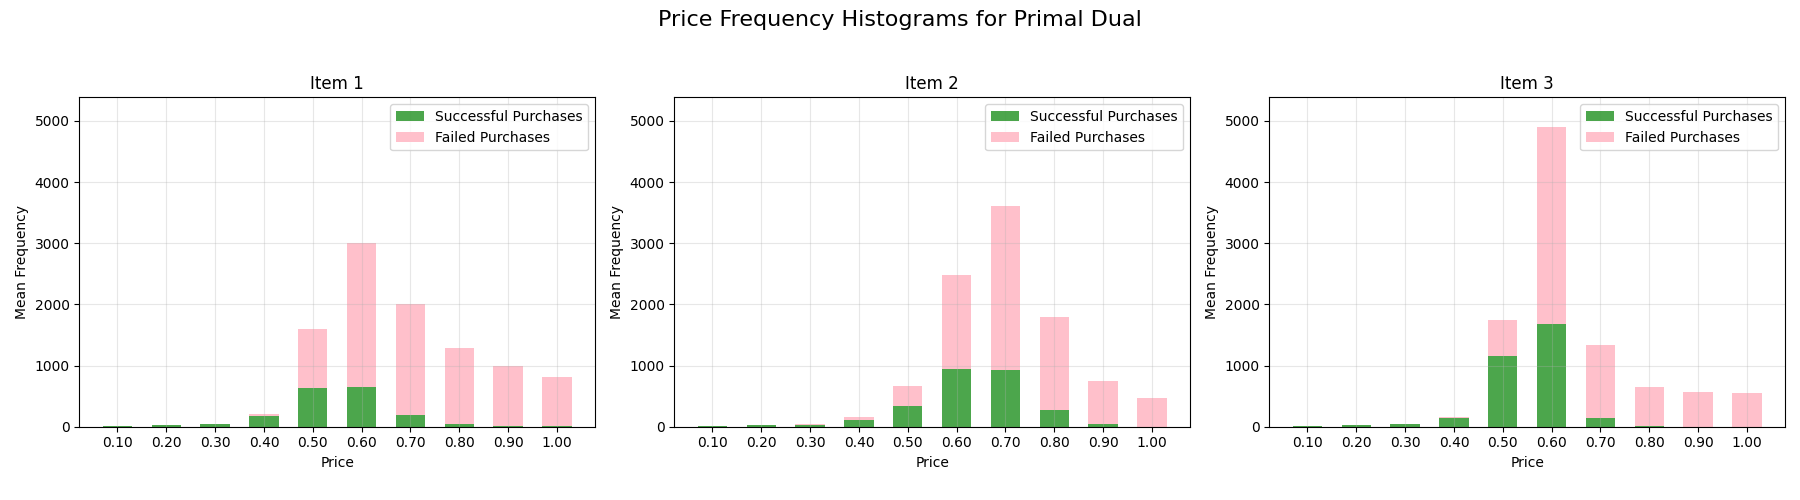 Price Frequency Histograms for Primal Dual
Item 1
Successful Purchases
Failed Purchases
Mean Frequency
5000
4000
3000
2000
1000
0
0.10 0.20 0.30 0.40 0.50 0.60 0.70 0.80 0.90 1.00
Price
Item 2
Successful Purchases
Failed Purchases
Mean Frequency
5000
4000
3000
2000
1000
0
0.10 0.20 0.30 0.40 0.50 0.60 0.70 0.80 0.90 1.00
Price
Item 3
Successful Purchases
Failed Purchases
Mean Frequency
5000
4000
3000
2000
1000
0
0.10 0.20 0.30 0.40 0.50 0.60 0.70 0.80 0.90 1.00
Price